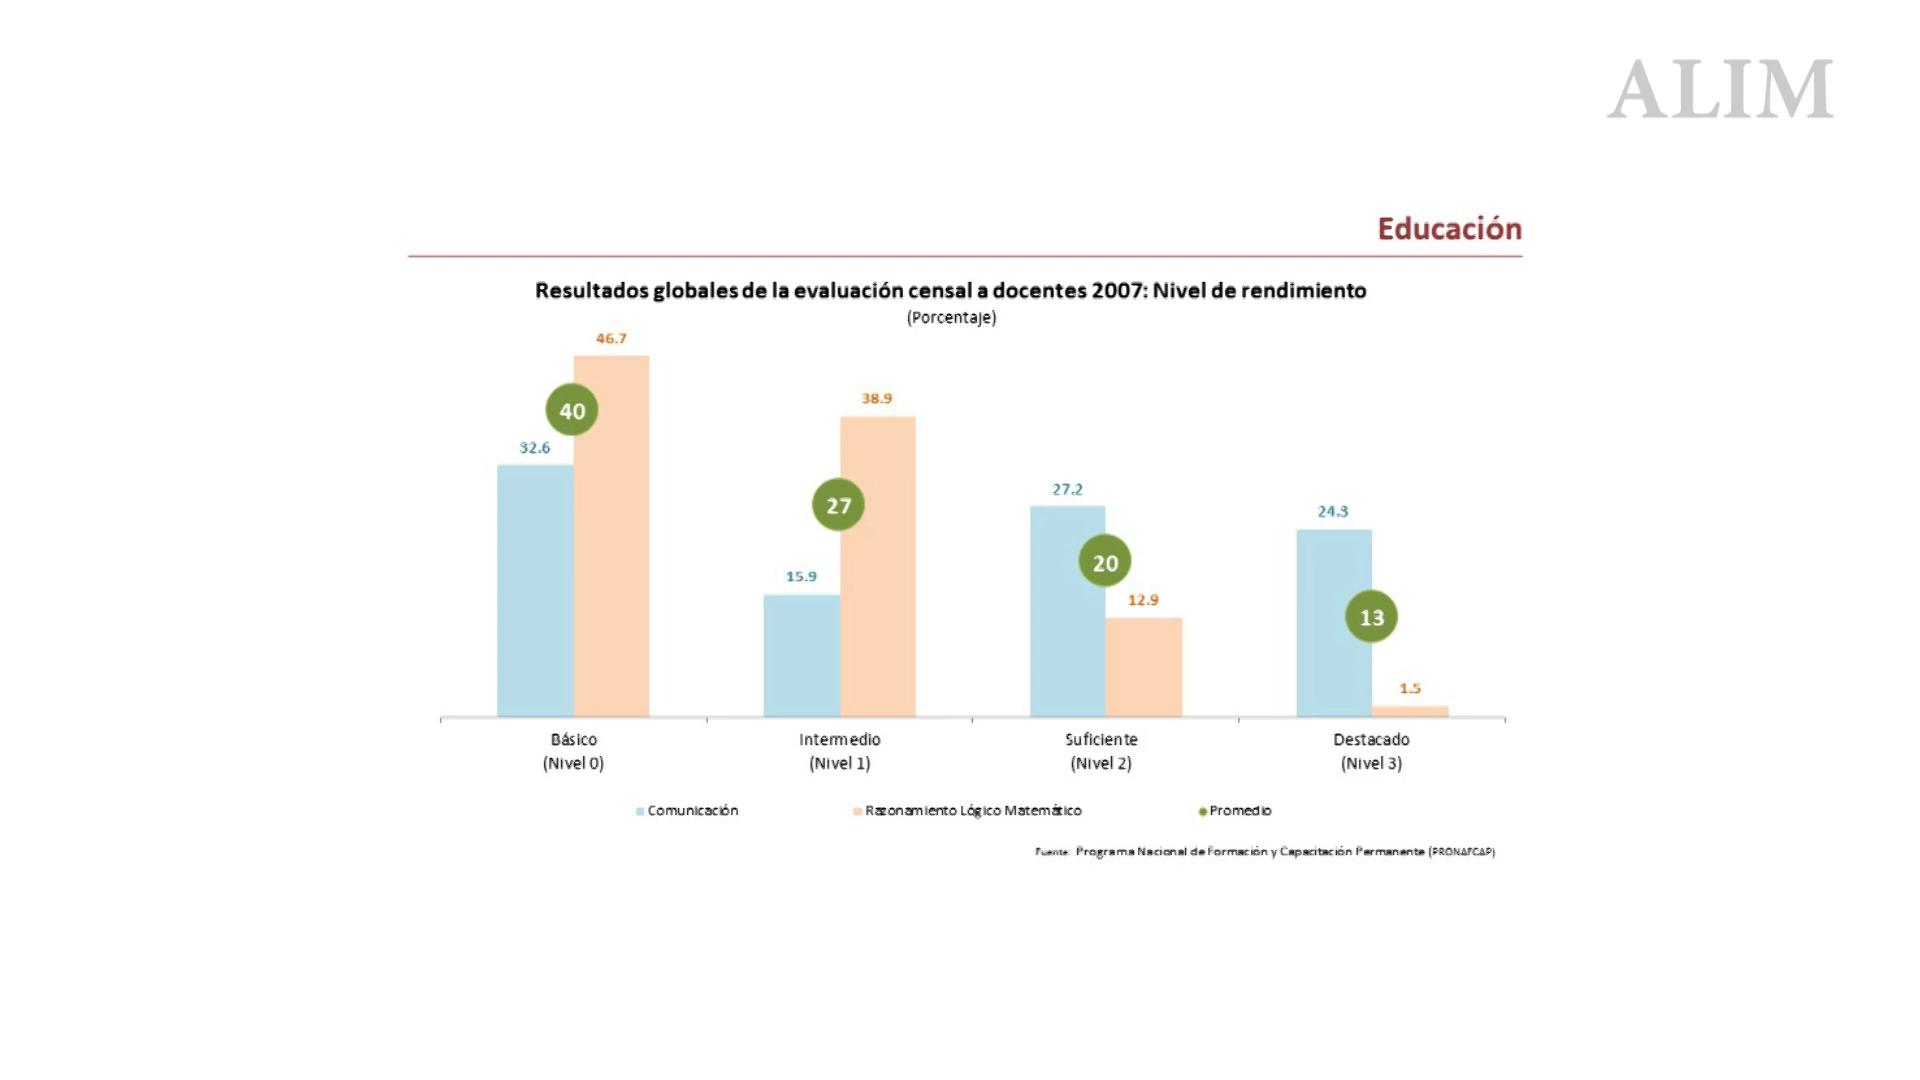 ALIM
Educación
Resultados globales de la evaluación censal a docentes 2007: Nivel de rendimiento
(Porcentaje)
46.7
40
38.9
32.6
27.2
27
24.3
15.9
20
12.9
13
1.5
Básico Intermedio Suficiente Destacado
(Nivel 0) (Nivel 1) (Nivel 2) (Nivel 3)
Comunicación Razonamiento Lógico Matemático Promedio
Fuente: Programa Nacional de Formación y Capacitación Permanente (PRONAFCAP)